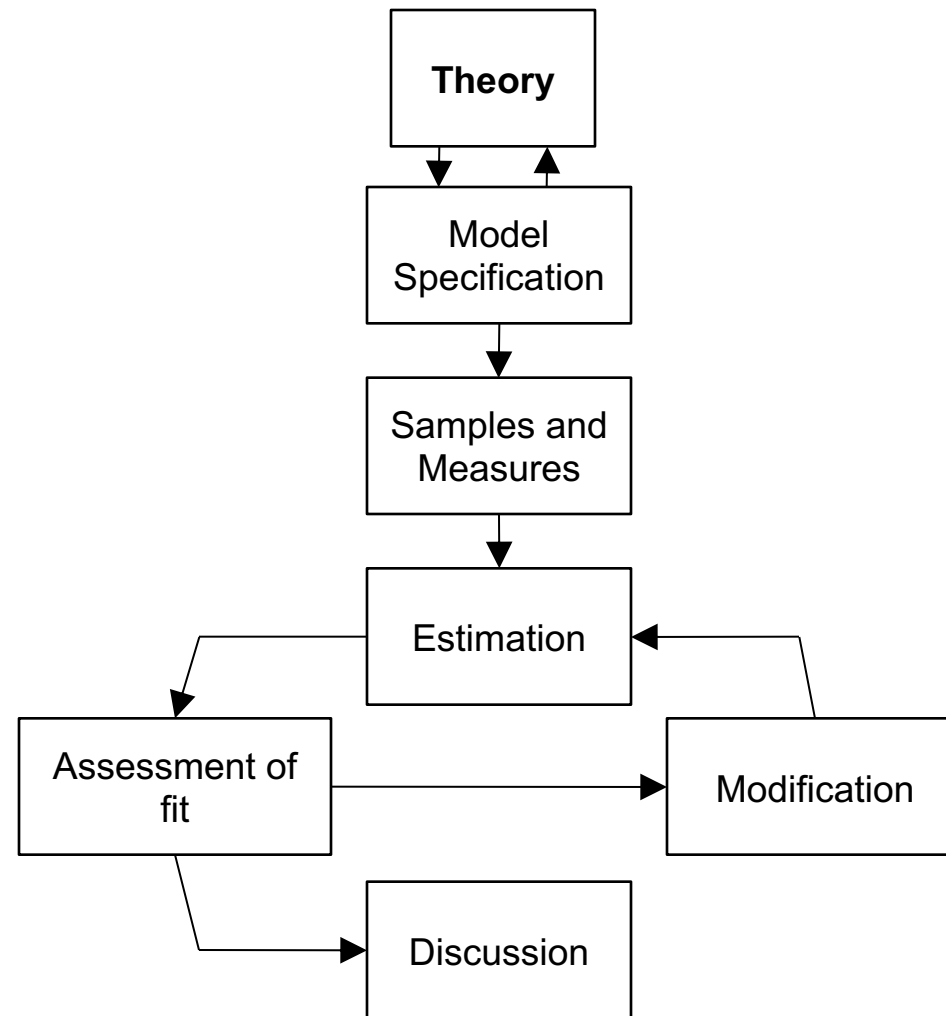 Theory
Model
Specification
Samples and
Measures
Estimation
Assessment of
fit
Modification
Discussion